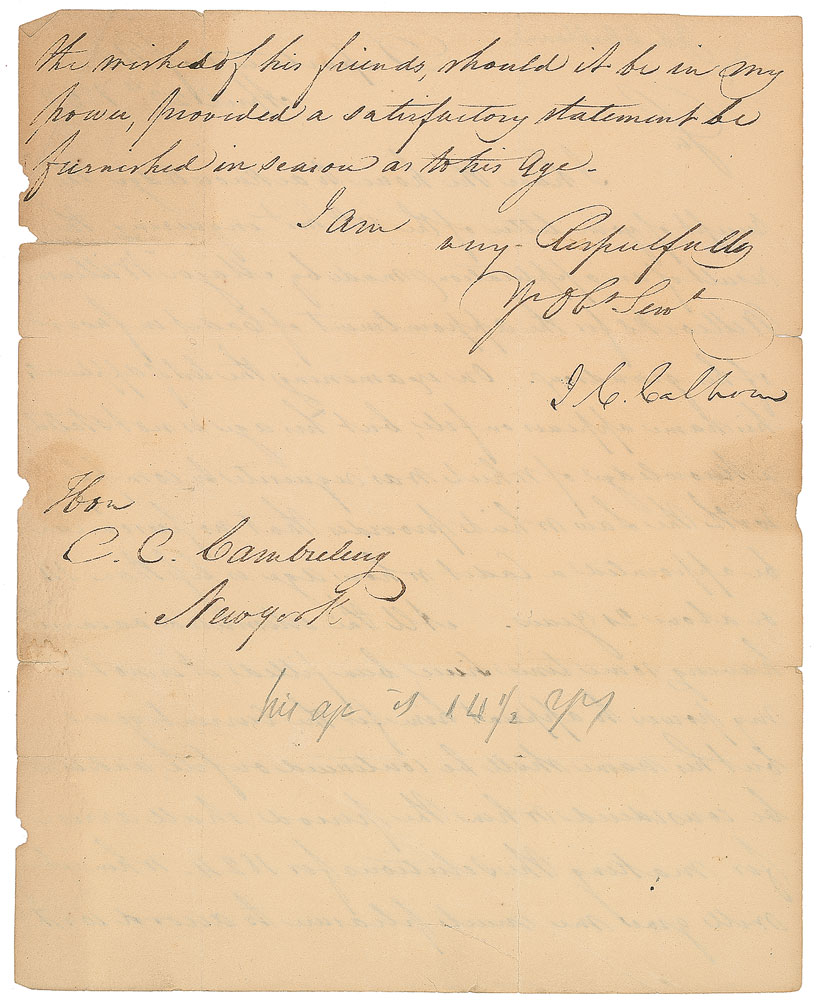 the wishes of his friends, should it be in my
power, provided a satisfactory statement be
furnished in season as to his age.
I am
very Respectfully
Yr Obt Servt
J. C. Calhoun
Hon
C. C. Cambreleng
New york
his age is 14 1/2 yrs